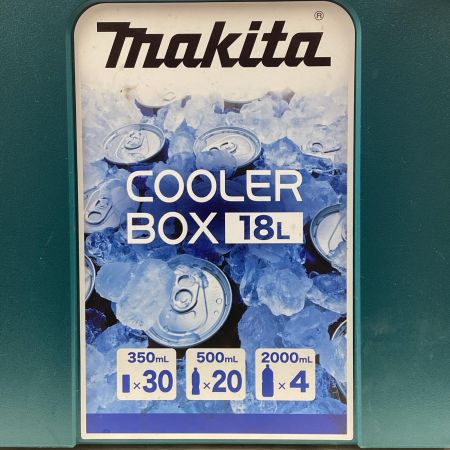 makita®
COOLER
BOX 18L
350mL 500mL 2000mL
×30 ×20 ×4